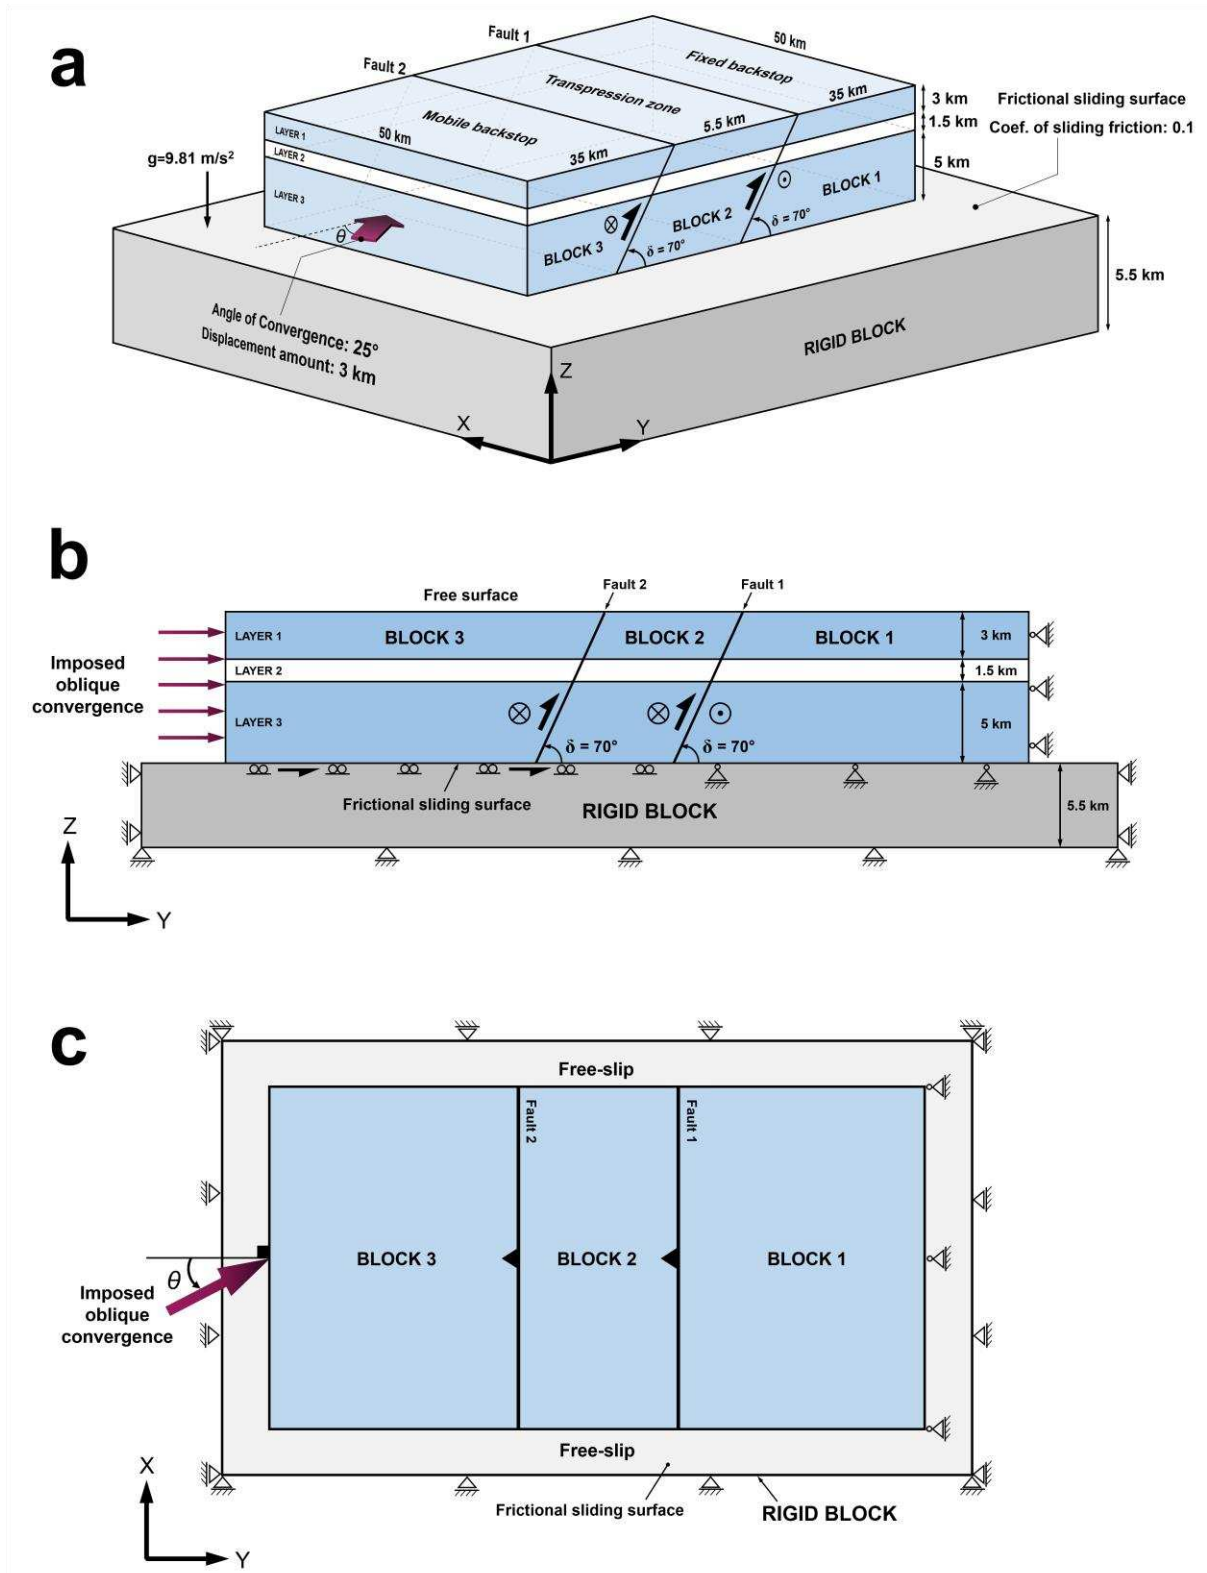 a
Fault 1
50 km
Fault 2
Fixed backstop
Transpression zone
35 km
3 km
Frictional sliding surface
Mobile backstop
5.5 km
1.5 km
Coef. of sliding friction: 0.1
LAYER 1
50 km
35 km
5 km
g=9.81 m/s²
LAYER 2
LAYER 3
BLOCK 1
BLOCK 2
BLOCK 3
δ = 70°
δ = 70°
θ
5.5 km
Angle of Convergence: 25°
Displacement amount: 3 km
RIGID BLOCK
Z
X
Y
b
Free surface
Fault 2
Fault 1
LAYER 1
BLOCK 3
BLOCK 2
BLOCK 1
3 km
Imposed
oblique
convergence
LAYER 2
1.5 km
LAYER 3
5 km
δ = 70°
δ = 70°
Frictional sliding surface
RIGID BLOCK
5.5 km
Z
Y
c
Free-slip
Fault 2
Fault 1
BLOCK 3
BLOCK 2
BLOCK 1
θ
Imposed
oblique
convergence
Free-slip
X
Frictional sliding surface
RIGID BLOCK
Y